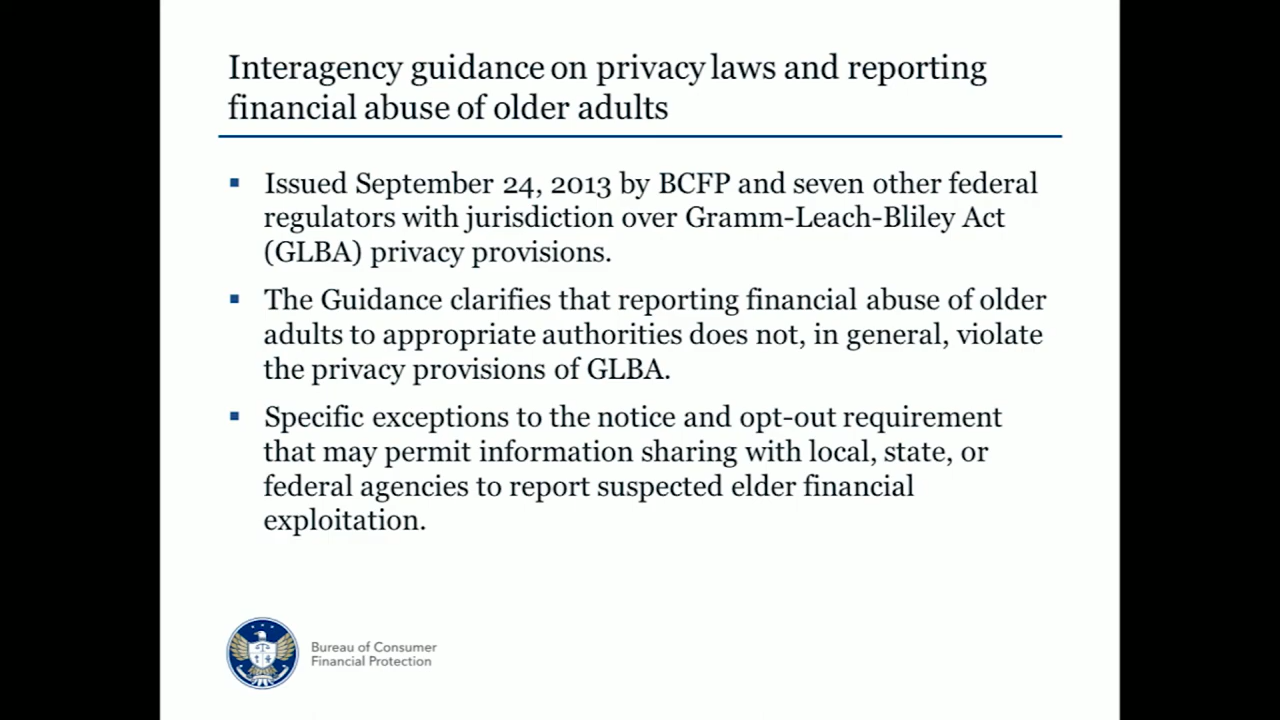 Interagency guidance on privacy laws and reporting
financial abuse of older adults
▪ Issued September 24, 2013 by BCFP and seven other federal
regulators with jurisdiction over Gramm-Leach-Bliley Act
(GLBA) privacy provisions.
▪ The Guidance clarifies that reporting financial abuse of older
adults to appropriate authorities does not, in general, violate
the privacy provisions of GLBA.
▪ Specific exceptions to the notice and opt-out requirement
that may permit information sharing with local, state, or
federal agencies to report suspected elder financial
exploitation.
Bureau of Consumer
Financial Protection